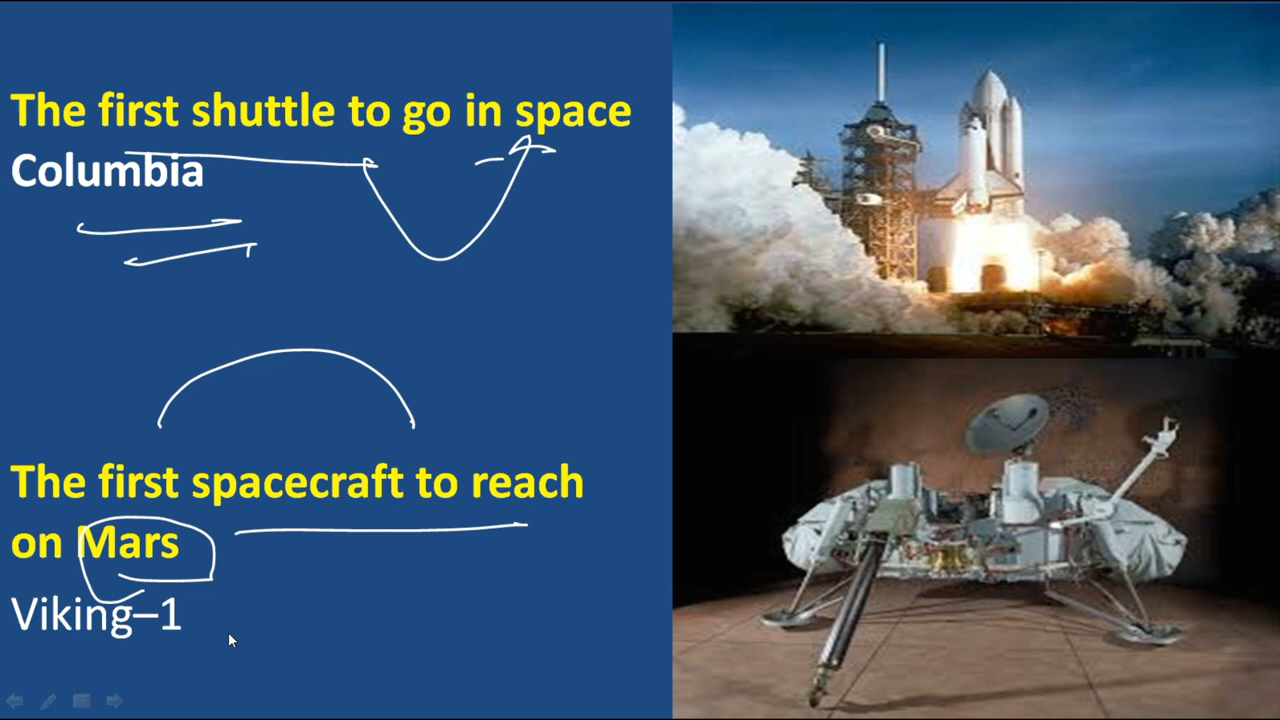 The first shuttle to go in space
Columbia
The first spacecraft to reach
on Mars
Viking–1